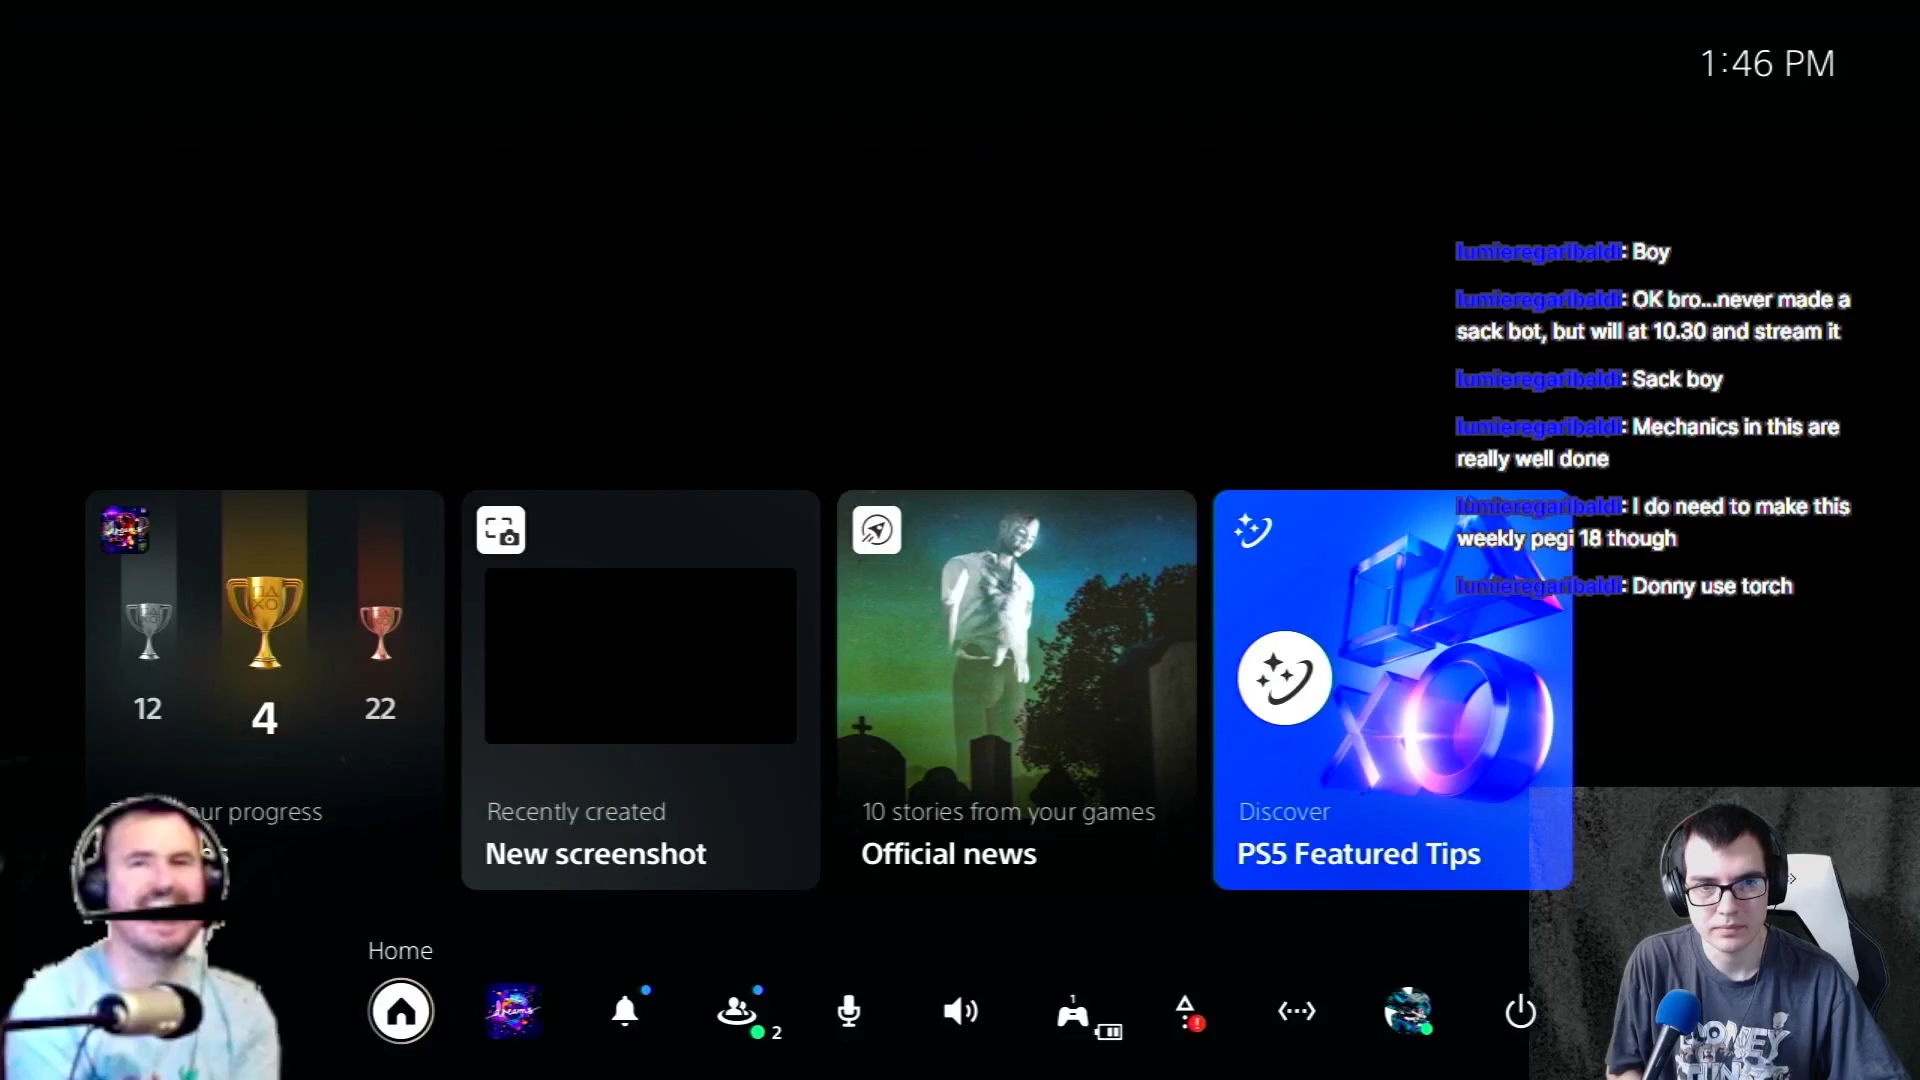 1:46 PM
lumieregaribaldi: Boy
lumieregaribaldi: OK bro...never made a
sack bot, but will at 10.30 and stream it
lumieregaribaldi: Sack boy
lumieregaribaldi: Mechanics in this are
really well done
lumieregaribaldi: I do need to make this
weekly pegi 18 though
lumieregaribaldi: Donny use torch
12
4
22
progress
Recently created
New screenshot
10 stories from your games
Official news
Discover
PS5 Featured Tips
Home
dreams
2
1